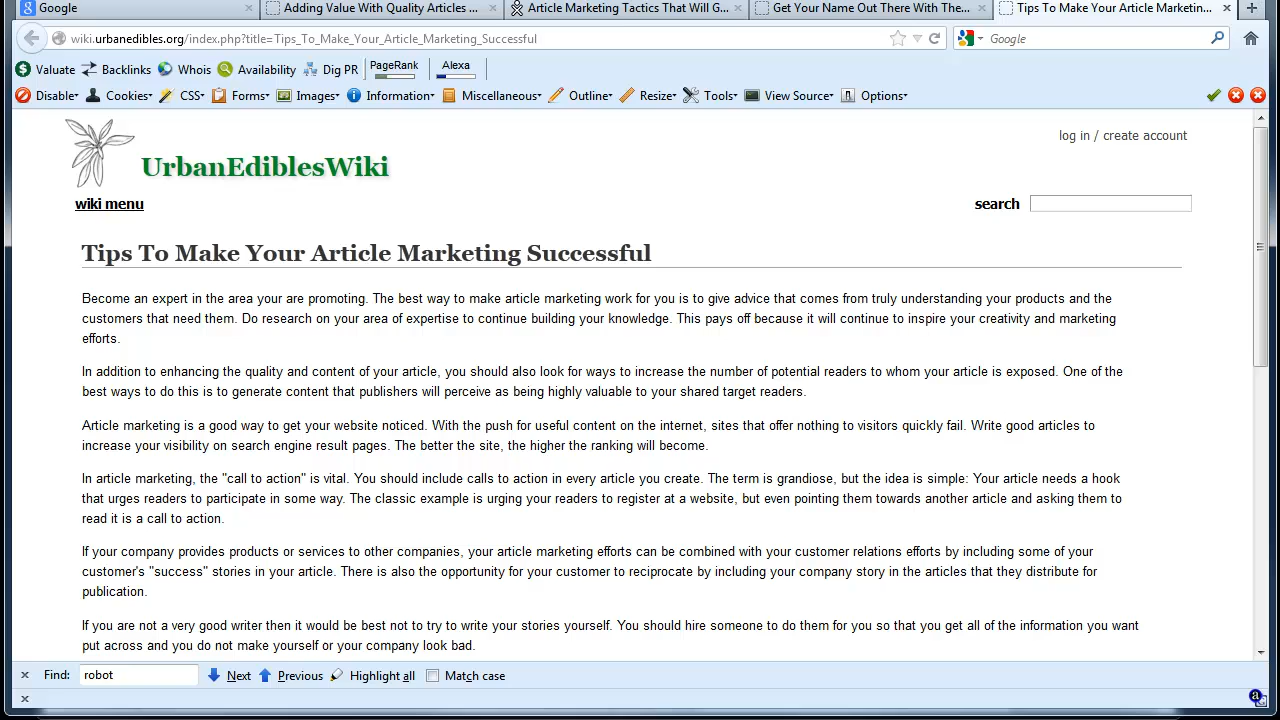 Google
Adding Value With Quality Articles ...
Article Marketing Tactics That Will G...
Get Your Name Out There With The...
Tips To Make Your Article Marketin...
wiki.urbanedibles.org/index.php?title=Tips_To_Make_Your_Article_Marketing_Successful
Google
Valuate Backlinks Whois Availability Dig PR PageRank Alexa
Disable Cookies CSS Forms Images Information Miscellaneous Outline Resize Tools View Source Options
log in / create account
UrbanEdiblesWiki
wiki menu
search
Tips To Make Your Article Marketing Successful
Become an expert in the area your are promoting. The best way to make article marketing work for you is to give advice that comes from truly understanding your products and the
customers that need them. Do research on your area of expertise to continue building your knowledge. This pays off because it will continue to inspire your creativity and marketing
efforts.
In addition to enhancing the quality and content of your article, you should also look for ways to increase the number of potential readers to whom your article is exposed. One of the
best ways to do this is to generate content that publishers will perceive as being highly valuable to your shared target readers.
Article marketing is a good way to get your website noticed. With the push for useful content on the internet, sites that offer nothing to visitors quickly fail. Write good articles to
increase your visibility on search engine result pages. The better the site, the higher the ranking will become.
In article marketing, the "call to action" is vital. You should include calls to action in every article you create. The term is grandiose, but the idea is simple: Your article needs a hook
that urges readers to participate in some way. The classic example is urging your readers to register at a website, but even pointing them towards another article and asking them to
read it is a call to action.
If your company provides products or services to other companies, your article marketing efforts can be combined with your customer relations efforts by including some of your
customer's "success" stories in your article. There is also the opportunity for your customer to reciprocate by including your company story in the articles that they distribute for
publication.
If you are not a very good writer then it would be best not to try to write your stories yourself. You should hire someone to do them for you so that you get all of the information you want
put across and you do not make yourself or your company look bad.
Find: robot Next Previous Highlight all Match case